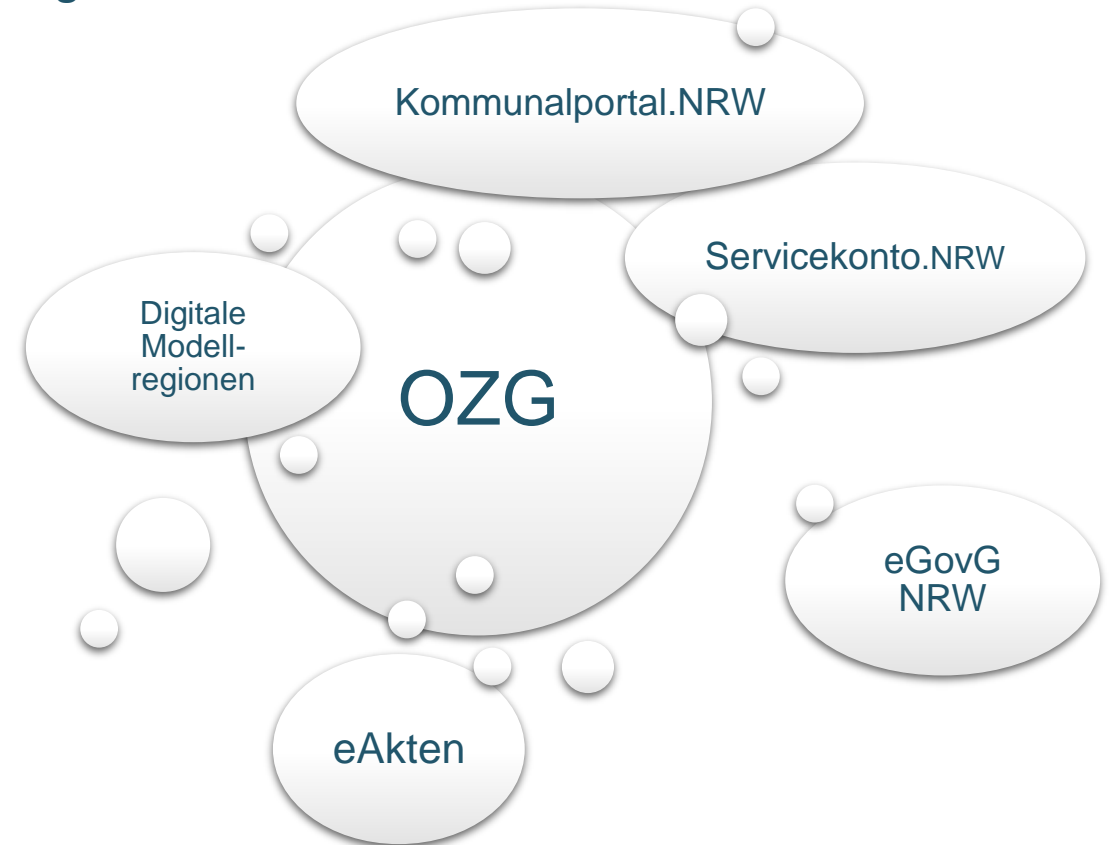 Kommunalportal.NRW
Servicekonto.NRW
Digitale
Modell-
regionen
OZG
eGovG
NRW
eAkten